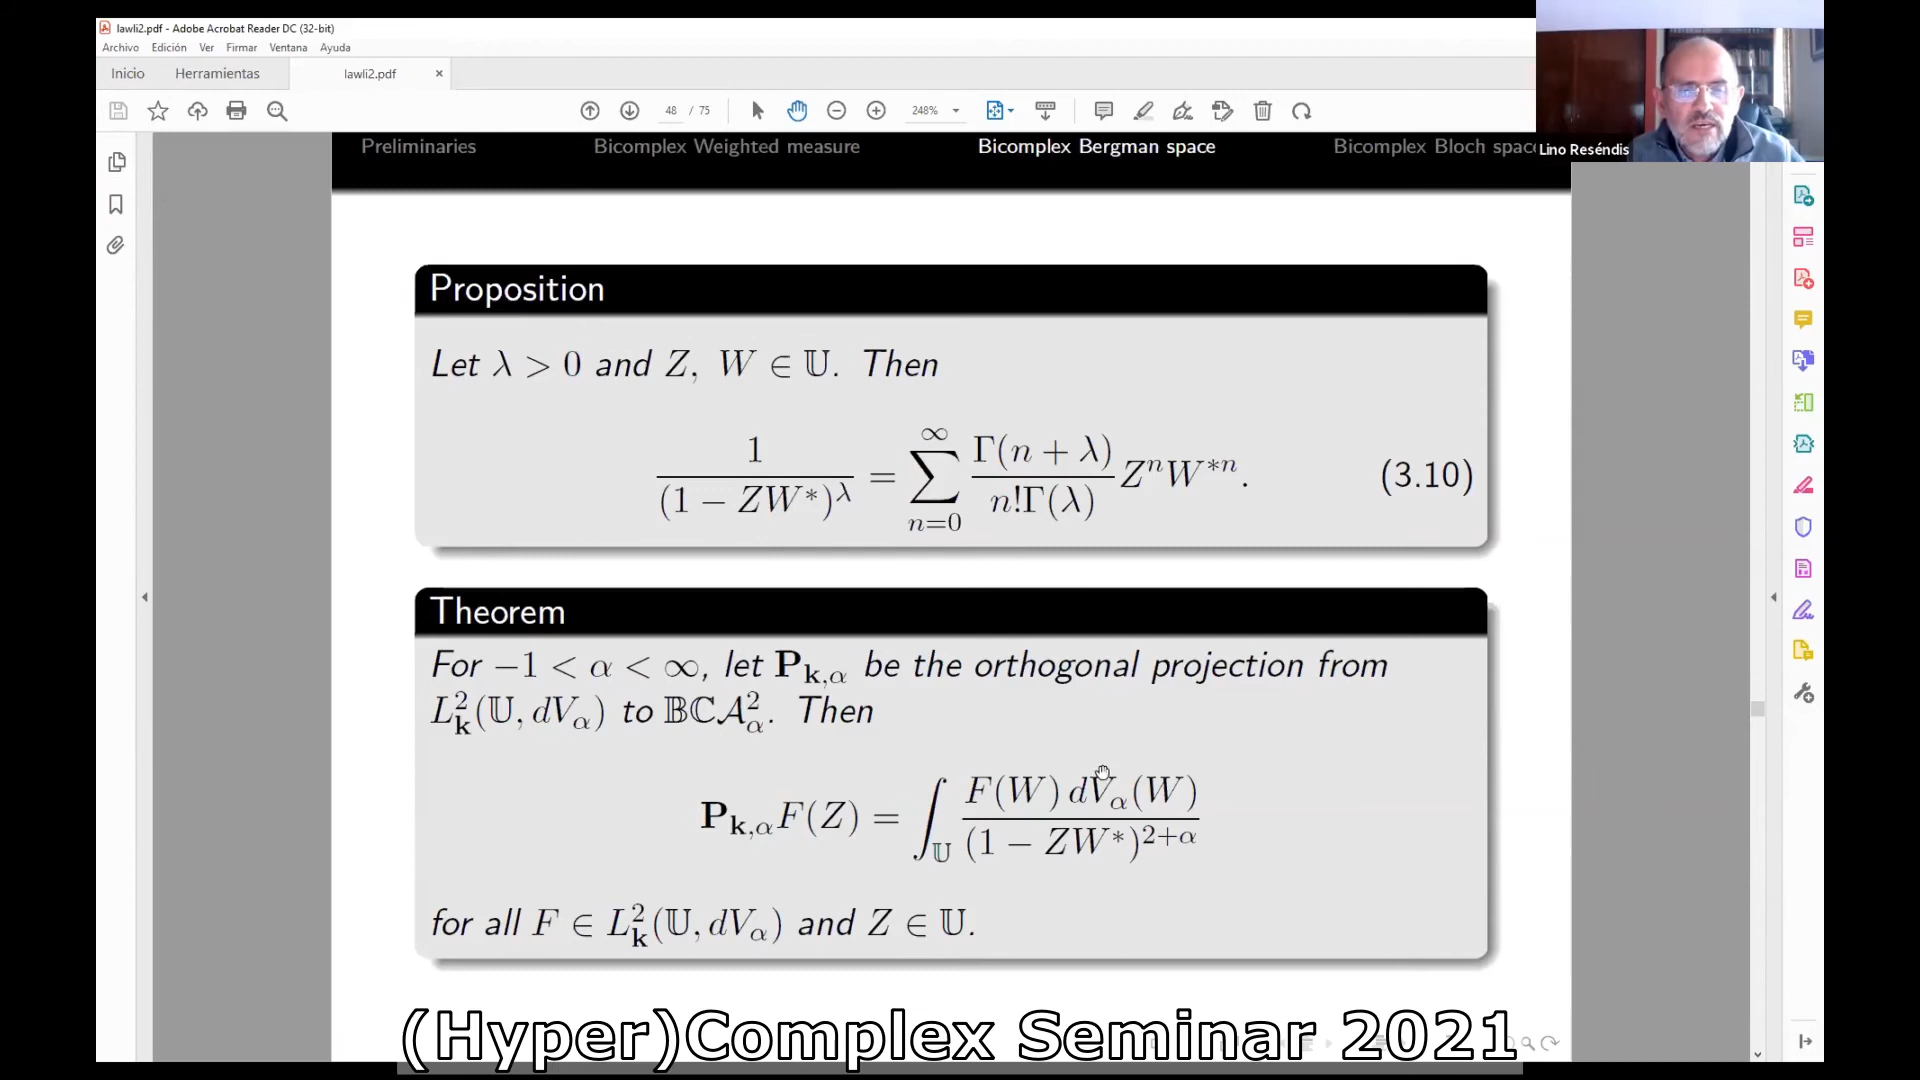 lawli2.pdf - Adobe Acrobat Reader DC (32-bit)
Archivo Edición Ver Firmar Ventana Ayuda
Inicio Herramientas lawli2.pdf ×
48 / 75 248%
Lino Reséndis
Preliminaries Bicomplex Weighted measure Bicomplex Bergman space Bicomplex Bloch space
Proposition
Let λ > 0 and Z, W ∈ 𝕌. Then
1/(1 − ZW*)^λ = ∑_{n=0}^{∞} Γ(n + λ)/(n!Γ(λ)) Z^n W^{*n}. (3.10)
Theorem
For −1 < α < ∞, let P_{k,α} be the orthogonal projection from
L²_k(𝕌, dV_α) to 𝔹ℂ𝒜²_α. Then
P_{k,α}F(Z) = ∫_𝕌 F(W) dV_α(W)/(1 − ZW*)^{2+α}
for all F ∈ L²_k(𝕌, dV_α) and Z ∈ 𝕌.
(Hyper)Complex Seminar 2021